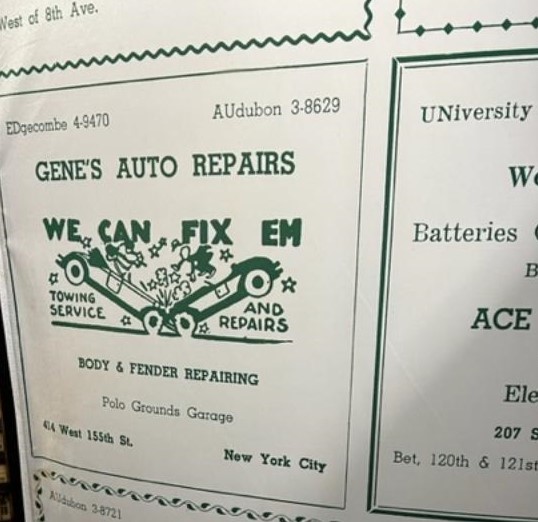 West of 8th Ave.
EDgecombe 4-9470
AUdubon 3-8629
GENE'S AUTO REPAIRS
WE CAN FIX EM
TOWING
SERVICE
AND
REPAIRS
BODY & FENDER REPAIRING
Polo Grounds Garage
414 West 155th St.
New York City
AUdubon 3-8721
UNiversity
Batteries
ACE
207
Bet, 120th & 121st